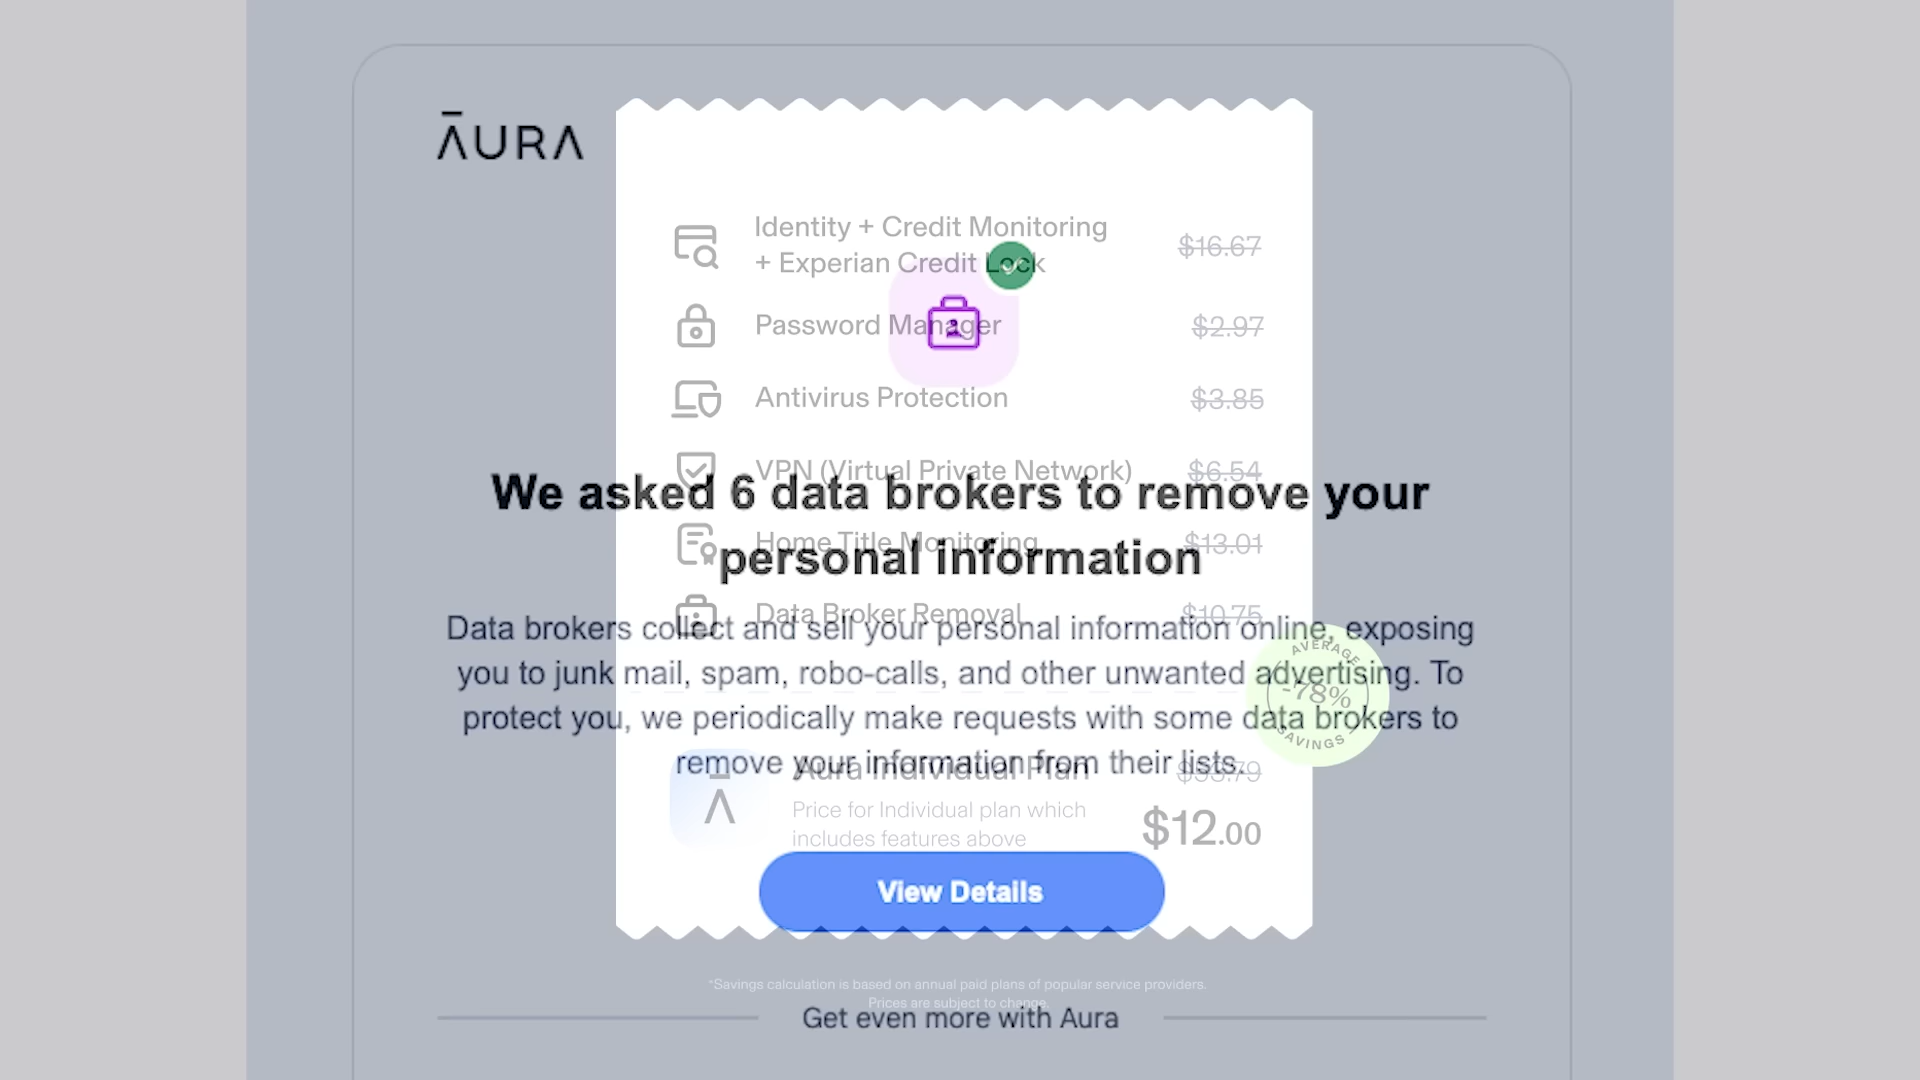 ĀURA
Identity + Credit Monitoring
+ Experian Credit Lock
$16.67
Password Manager
$2.97
Antivirus Protection
$3.85
VPN (Virtual Private Network)
$6.54
We asked 6 data brokers to remove your
personal information
Home Title Monitoring
$13.01
Data Broker Removal
$10.75
Data brokers collect and sell your personal information online, exposing
you to junk mail, spam, robo-calls, and other unwanted advertising. To
protect you, we periodically make requests with some data brokers to
remove your information from their lists.
AVERAGE
-78%
SAVINGS
Aura Individual Plan
$53.79
Price for Individual plan which
includes features above
$12.00
View Details
*Savings calculation is based on annual paid plans of popular service providers.
Prices are subject to change.
Get even more with Aura